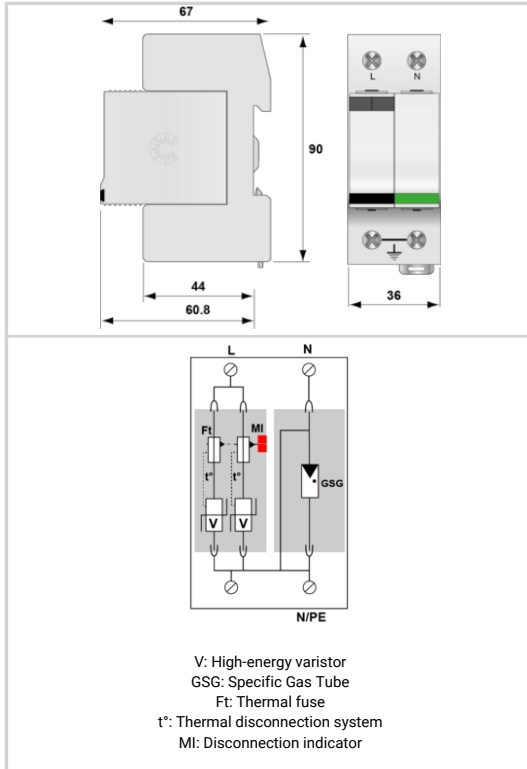 67
L N
90
44
60.8
36
L N
Ft MI
t° t°
GSG
V V
N/PE
V: High-energy varistor
GSG: Specific Gas Tube
Ft: Thermal fuse
t°: Thermal disconnection system
MI: Disconnection indicator